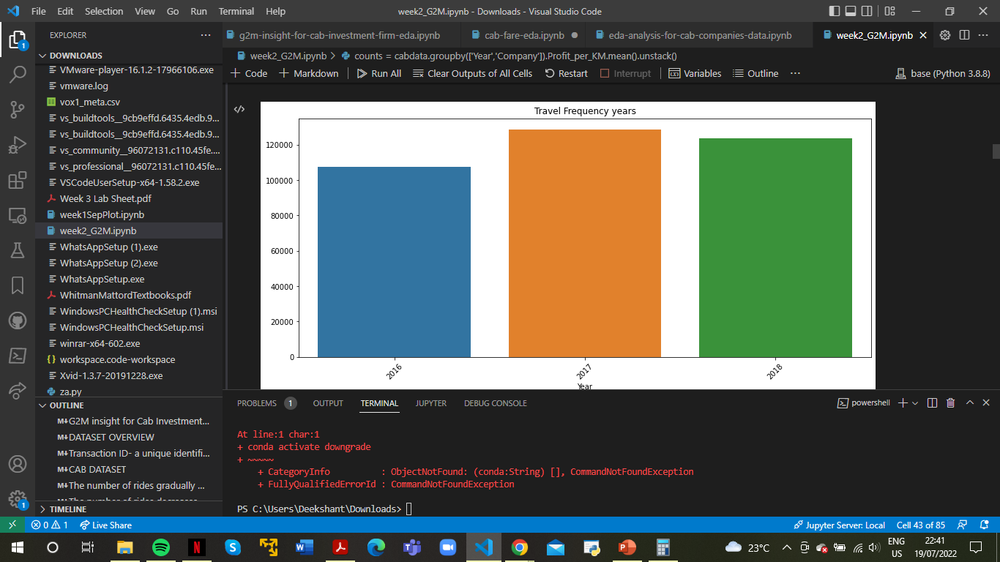 File Edit Selection View Go Run Terminal Help week2_G2M.ipynb - Downloads - Visual Studio Code
EXPLORER
DOWNLOADS
VMware-player-16.1.2-17966106.exe
vmware.log
vox1_meta.csv
vs_buildtools__9cb9effd.6435.4edb.9...
vs_buildtools__9cb9effd.6435.4edb.9...
vs_community__96072131.c110.45fe....
vs_professional__96072131.c110.45fe...
VSCodeUserSetup-x64-1.58.2.exe
Week 3 Lab Sheet.pdf
week1SepPlot.ipynb
week2_G2M.ipynb
WhatsAppSetup (1).exe
WhatsAppSetup (2).exe
WhatsAppSetup.exe
WhitmanMattordTextbooks.pdf
WindowsPCHealthCheckSetup (1).msi
WindowsPCHealthCheckSetup.msi
winrar-x64-602.exe
workspace.code-workspace
Xvid-1.3.7-20191228.exe
za.py
OUTLINE
G2M insight for Cab Investment...
DATASET OVERVIEW
Transaction ID- a unique identifi...
CAB DATASET
The number of rides gradually ...
The number of rides decreases
TIMELINE
g2m-insight-for-cab-investment-firm-eda.ipynb cab-fare-eda.ipynb eda-analysis-for-cab-companies-data.ipynb week2_G2M.ipynb
week2_G2M.ipynb > counts = cabdata.groupby(['Year','Company']).Profit_per_KM.mean().unstack()
+ Code + Markdown Run All Clear Outputs of All Cells Restart Interrupt Variables Outline ... base (Python 3.8.8)
Travel Frequency years
120000
100000
80000
60000
40000
20000
0
2016 2017 2018
Year
PROBLEMS 1 OUTPUT TERMINAL JUPYTER DEBUG CONSOLE powershell
At line:1 char:1
+ conda activate downgrade
+ ~~~~~
+ CategoryInfo : ObjectNotFound: (conda:String) [], CommandNotFoundException
+ FullyQualifiedErrorId : CommandNotFoundException
PS C:\Users\Deekshant\Downloads>
0 1 Live Share Jupyter Server: Local Cell 43 of 85
23°C ENG US 22:41 19/07/2022